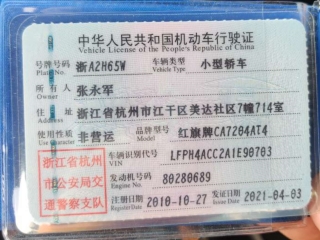 中华人民共和国机动车行驶证
Vehicle License of the People's Republic of China
号牌号码 浙A2H65W 车辆类型 小型轿车
Plate No. Vehicle Type
所有人 张永军
Owner
住址 浙江省杭州市江干区美达社区7幢714室
Address
使用性质 非营运 品牌型号 红旗牌CA7204AT4
Use Character Model
浙江省杭州市公安局交通警察支队
车辆识别代号 LFPH4ACC2A1E90703
VIN
发动机号码 80280689
Engine No.
注册日期 2010-10-27 发证日期 2021-04-03
Register Date Issue Date